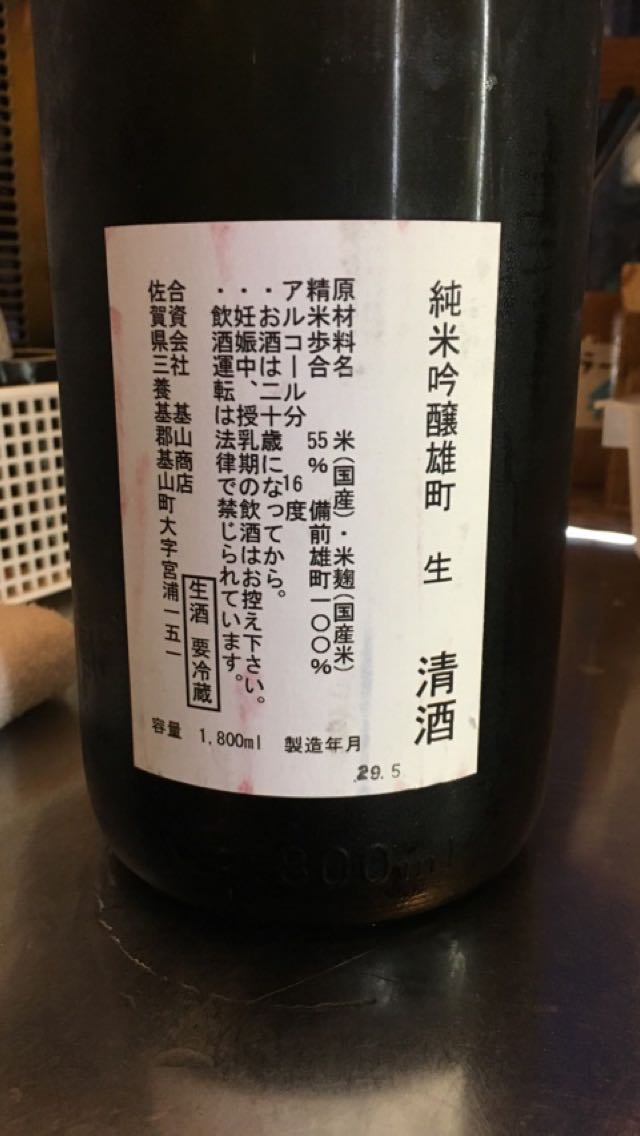 純米吟醸雄町 生 清酒
原材料名 米(国産)・米麹(国産米)
精米歩合 55% 備前雄町一〇〇%
アルコール分 16度
・お酒は二十歳になってから。
・妊娠中、授乳期の飲酒はお控え下さい。
・飲酒運転は法律で禁じられています。
生酒 要冷蔵
合資会社 基山商店
佐賀県三養基郡基山町大字宮浦一五一
容量 1,800ml 製造年月
29.5
800ml